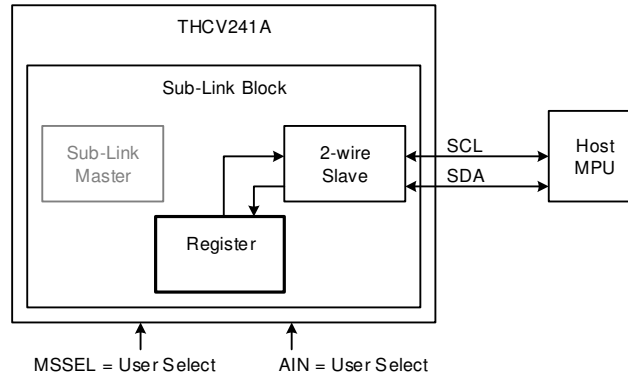 THCV241A
Sub-Link Block
Sub-Link
Master
2-wire
Slave
SCL
SDA
Host
MPU
Register
MSSEL = User Select
AIN = User Select